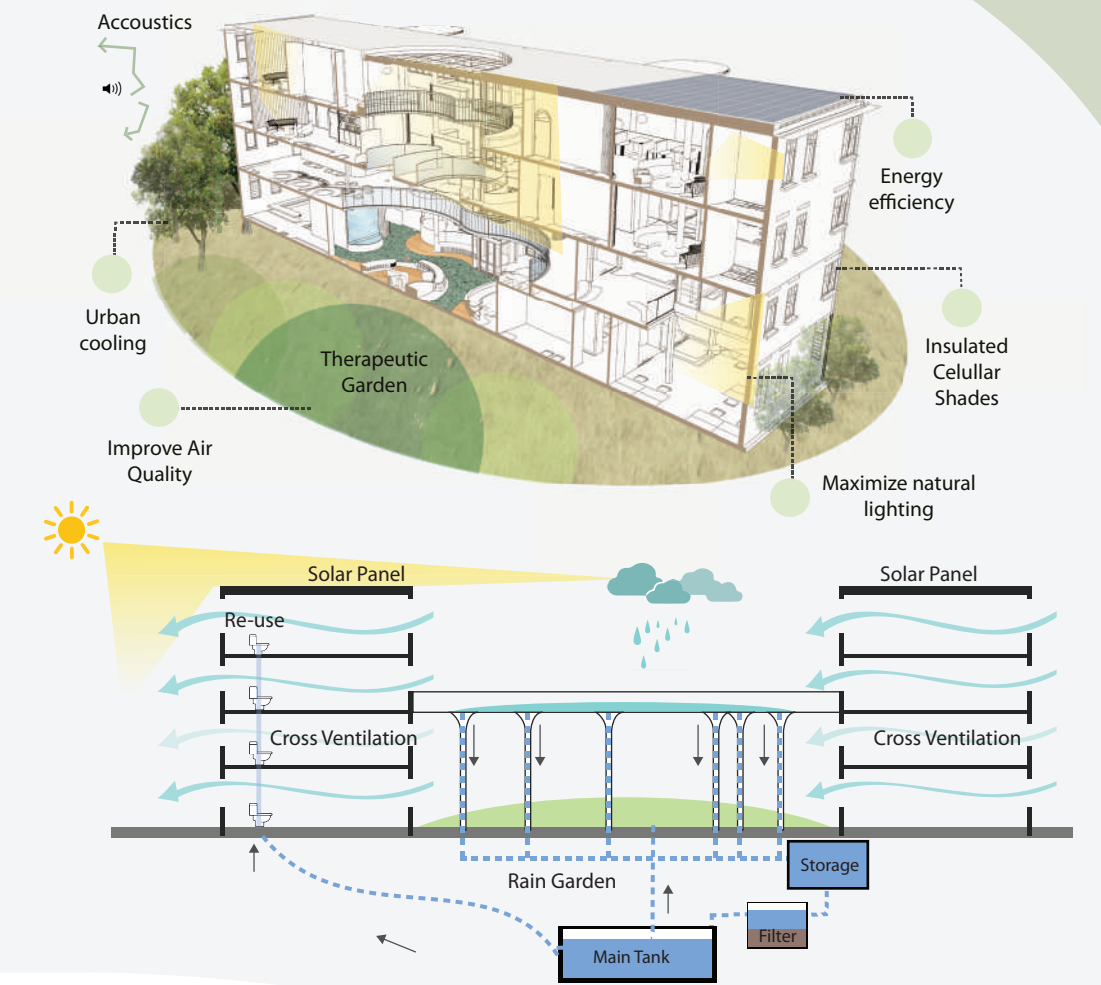 Accoustics
Energy
efficiency
Urban
cooling
Therapeutic
Garden
Insulated
Celullar
Shades
Improve Air
Quality
Maximize natural
lighting
Solar Panel
Solar Panel
Re-use
Cross Ventilation
Cross Ventilation
Storage
Rain Garden
Filter
Main Tank